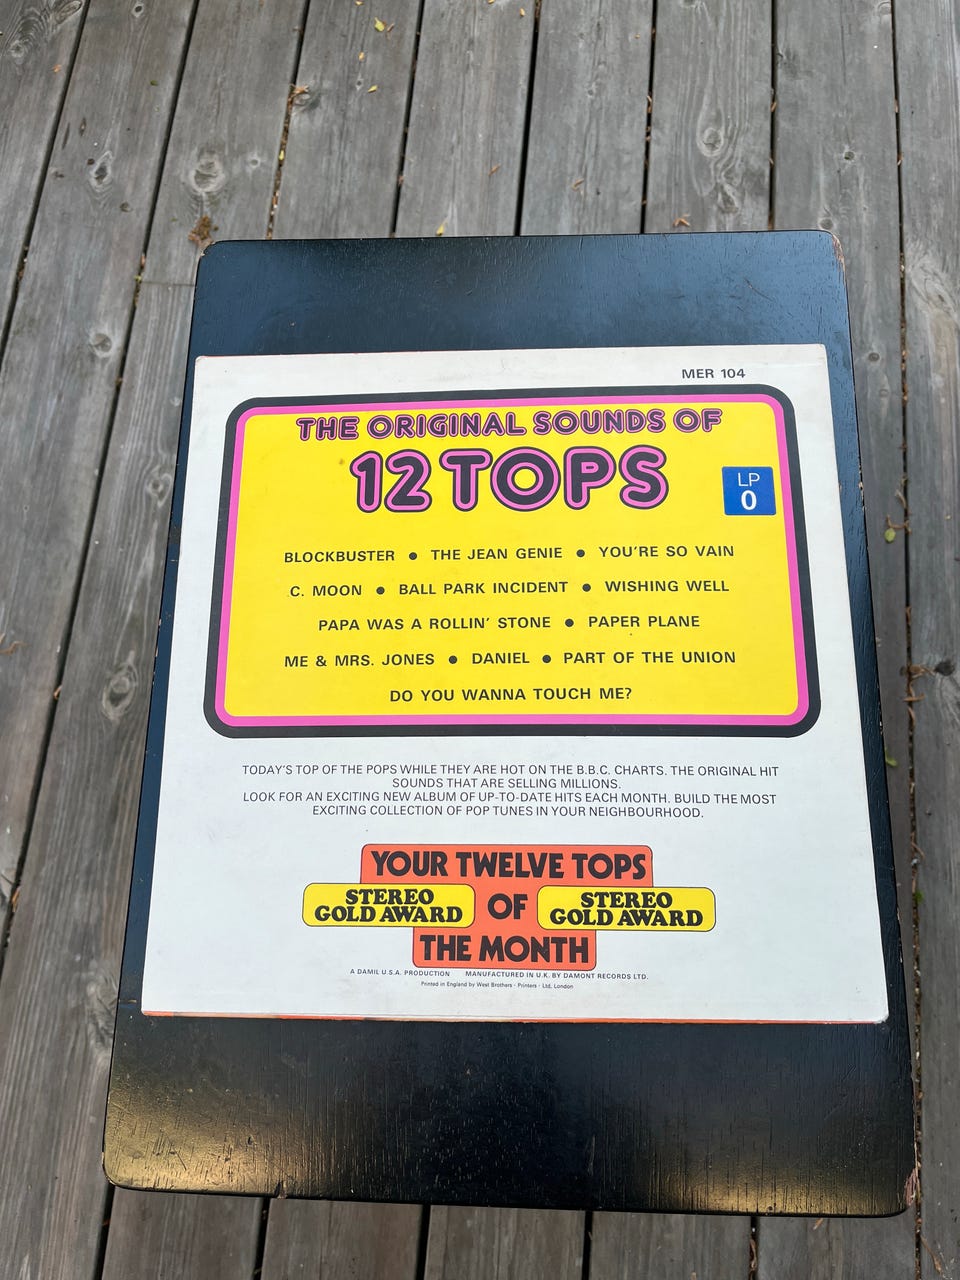 MER 104
THE ORIGINAL SOUNDS OF
12 TOPS
LP
0
BLOCKBUSTER • THE JEAN GENIE • YOU'RE SO VAIN
C. MOON • BALL PARK INCIDENT • WISHING WELL
PAPA WAS A ROLLIN' STONE • PAPER PLANE
ME & MRS. JONES • DANIEL • PART OF THE UNION
DO YOU WANNA TOUCH ME?
TODAY'S TOP OF THE POPS WHILE THEY ARE HOT ON THE B.B.C. CHARTS. THE ORIGINAL HIT
SOUNDS THAT ARE SELLING MILLIONS.
LOOK FOR AN EXCITING NEW ALBUM OF UP-TO-DATE HITS EACH MONTH. BUILD THE MOST
EXCITING COLLECTION OF POP TUNES IN YOUR NEIGHBOURHOOD.
YOUR TWELVE TOPS
STEREO
GOLD AWARD
OF
STEREO
GOLD AWARD
THE MONTH
A DAMIL U.S.A. PRODUCTION MANUFACTURED IN U.K. BY DAMONT RECORDS LTD.
Printed in England by West Brothers · Printers · Ltd. London